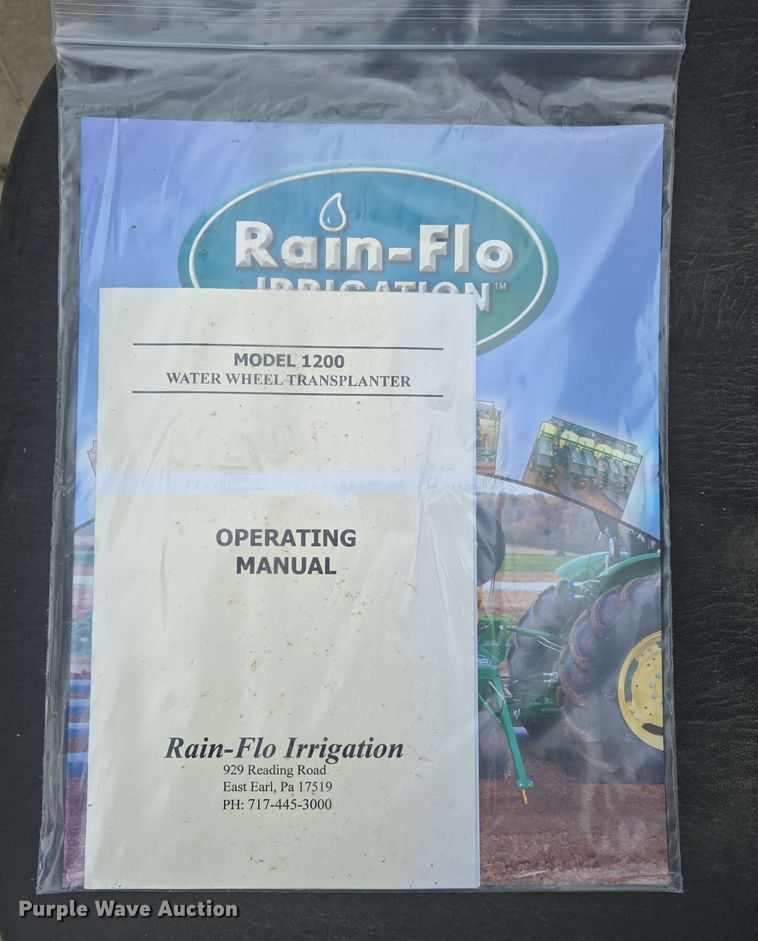 Rain-Flo
IRRIGATION™
MODEL 1200
WATER WHEEL TRANSPLANTER
OPERATING
MANUAL
Rain-Flo Irrigation
929 Reading Road
East Earl, Pa 17519
PH: 717-445-3000
Purple Wave Auction